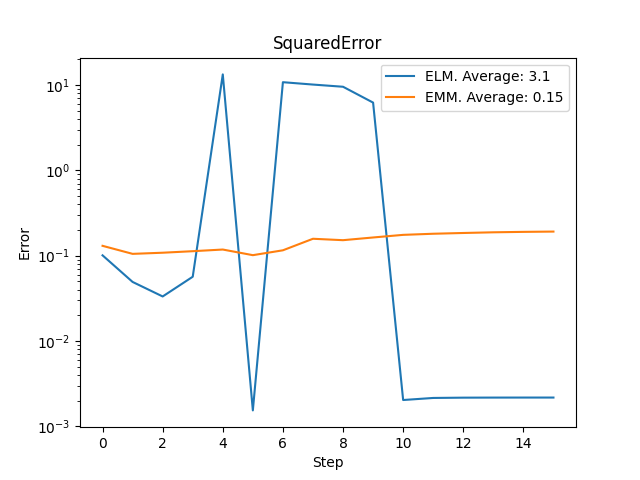 SquaredError
ELM. Average: 3.1
EMM. Average: 0.15
Error
10¹
10⁰
10⁻¹
10⁻²
10⁻³
0 2 4 6 8 10 12 14
Step